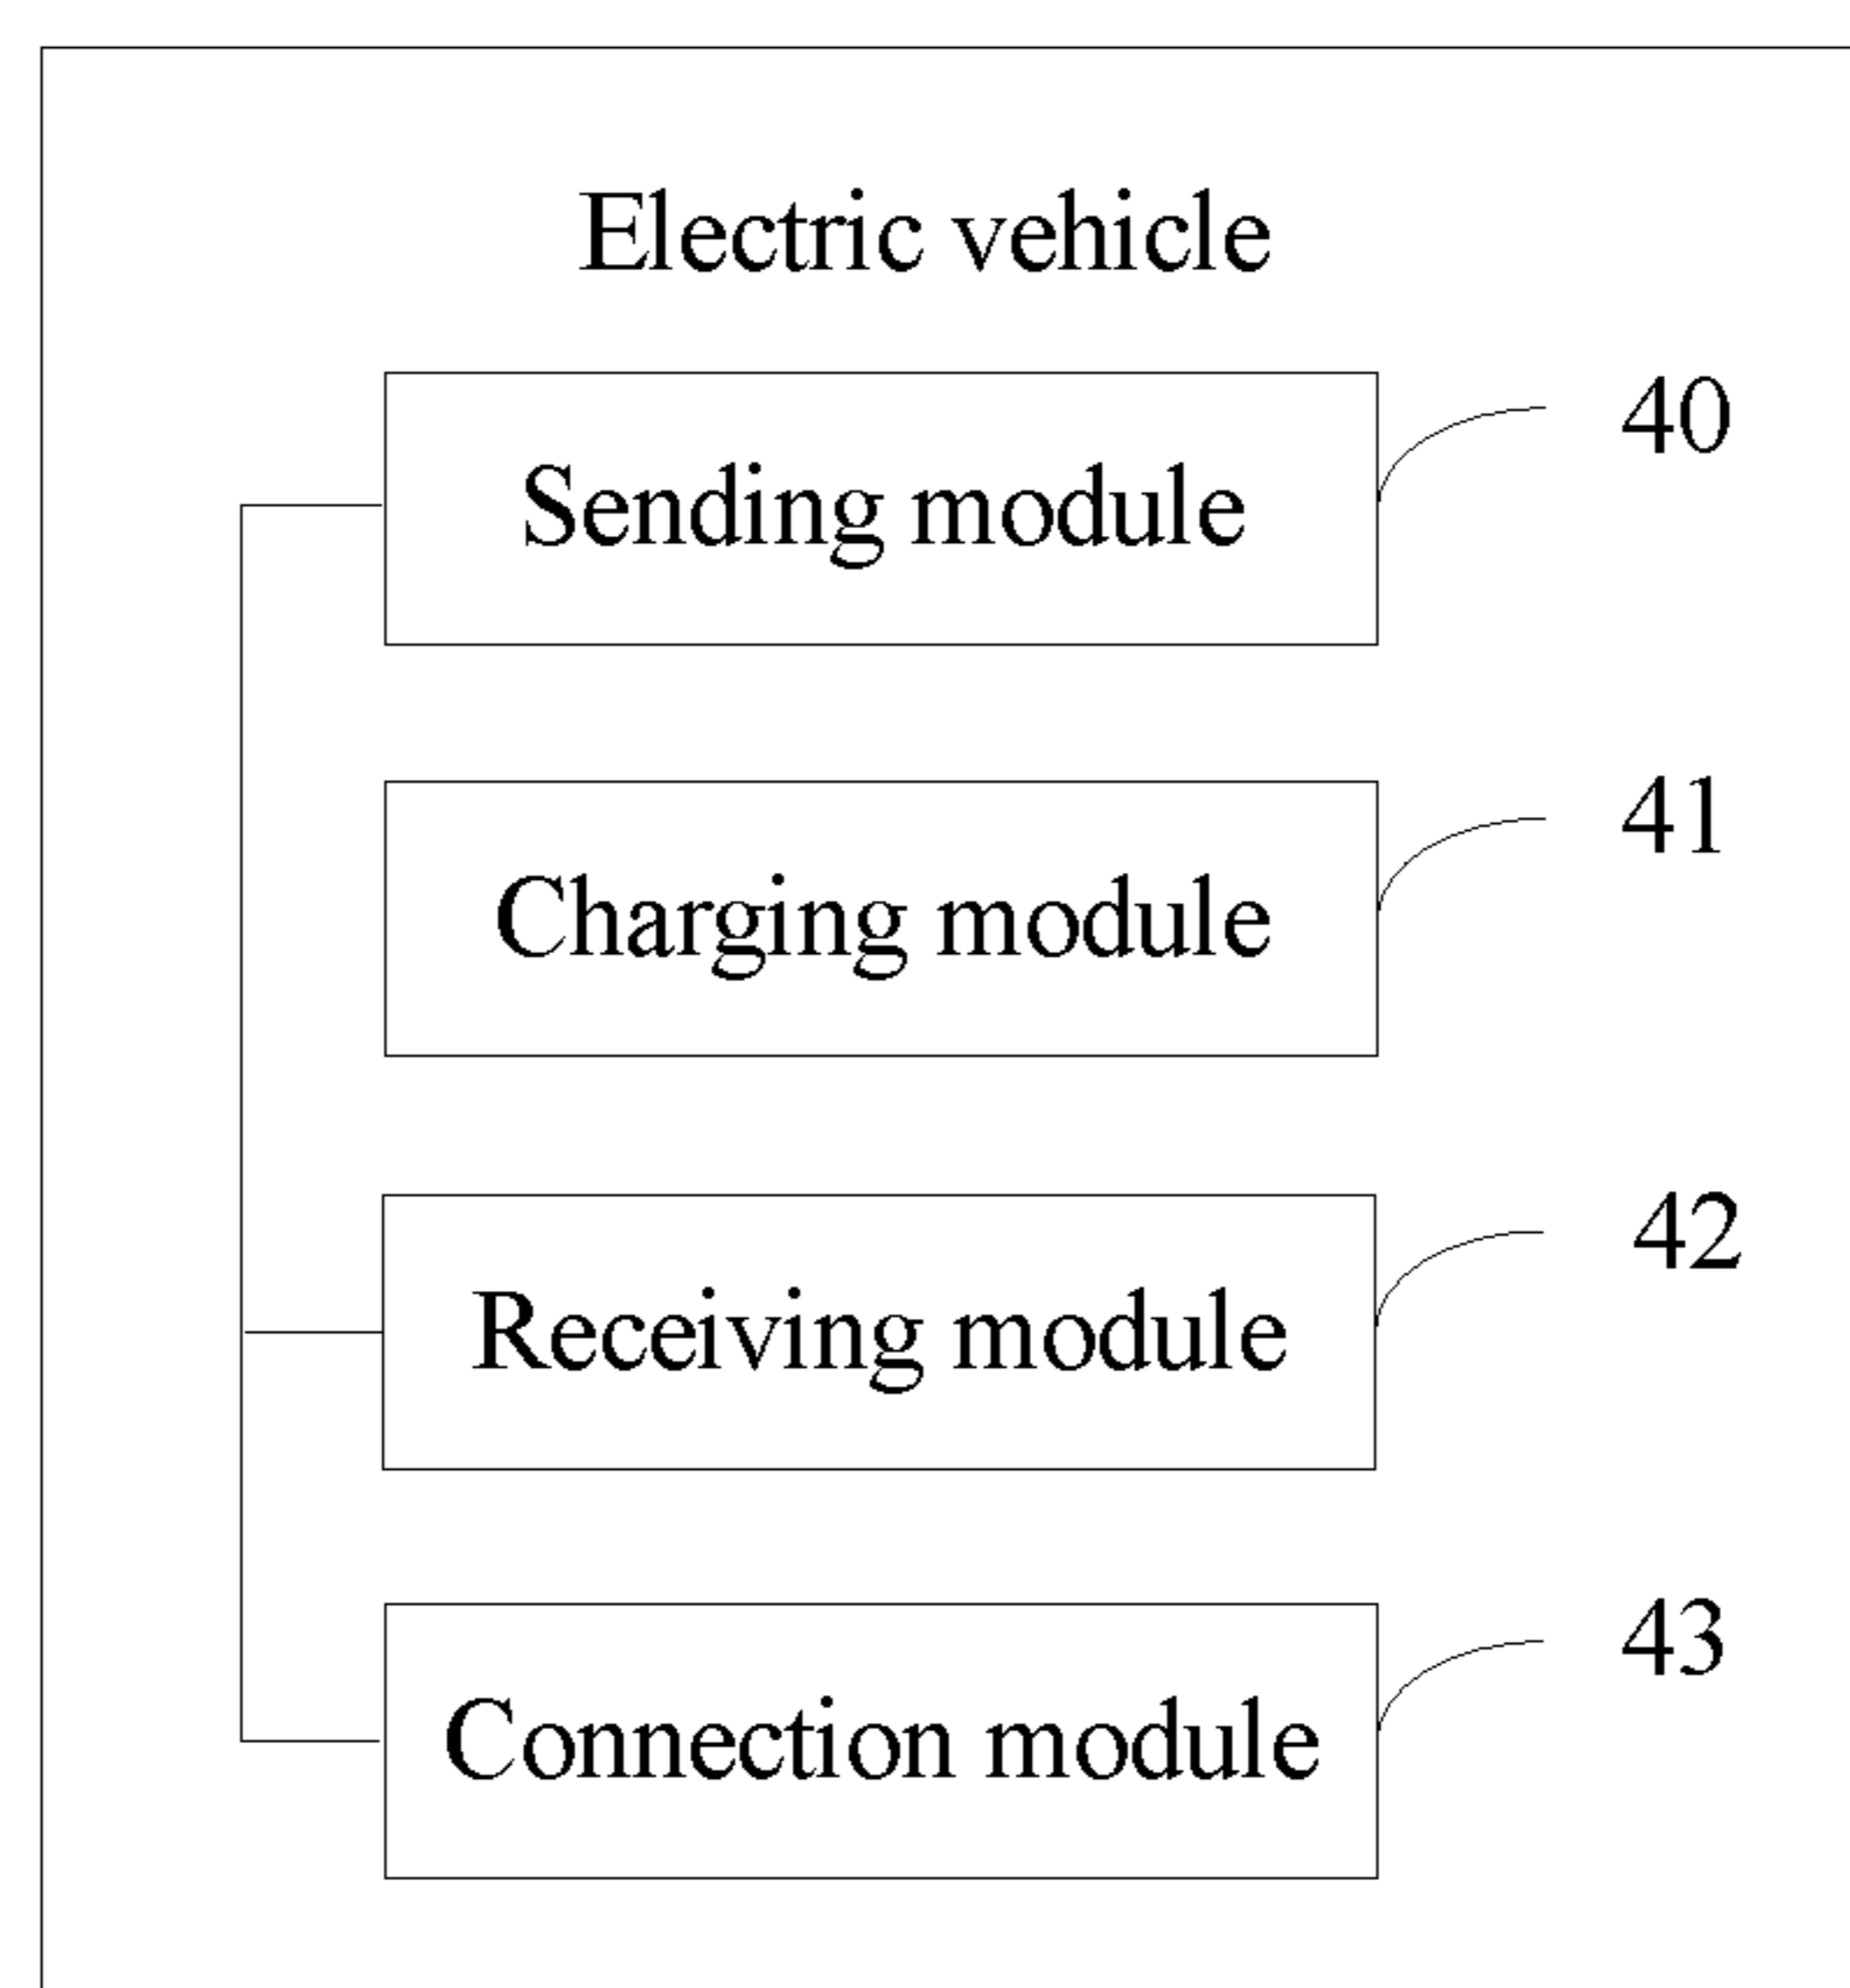 Electric vehicle
Sending module
40
Charging module
41
Receiving module
42
Connection module
43